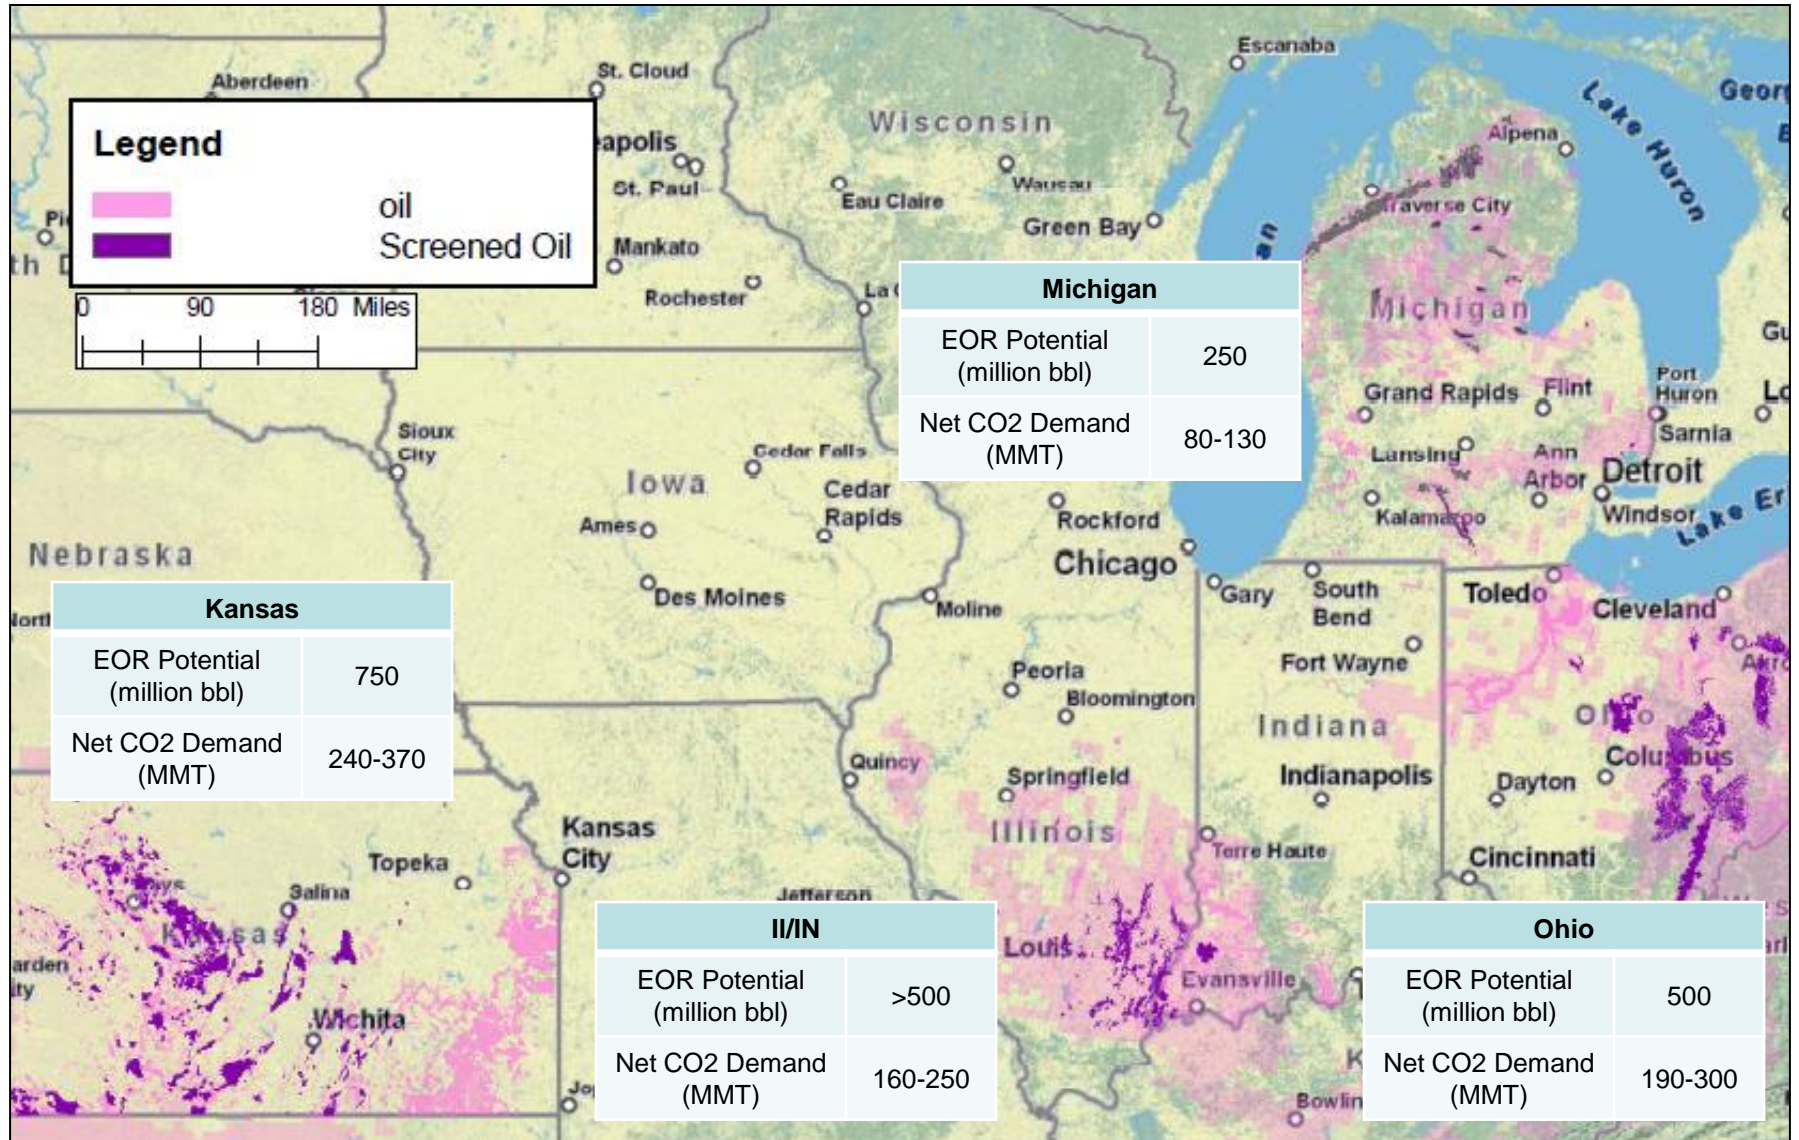 Escanaba
St. Cloud
Aberdeen
Legend
oil
Screened Oil
0 90 180 Miles
eapolis
St. Paul
Mankato
Rochester
Wisconsin
Eau Claire
Wausau
Green Bay
Alpena
Lake Huron
Traverse City
Michigan
EOR Potential
(million bbl)
250
Net CO2 Demand
(MMT)
80-130
Michigan
Grand Rapids
Flint
Port
Huron
Sarnia
Lansing
Ann
Arbor
Detroit
Kalamazoo
Windsor
Sioux
City
Iowa
Cedar Falls
Cedar
Rapids
Ames
Des Moines
Rockford
Chicago
Moline
Gary
South
Bend
Toledo
Cleveland
Nebraska
Kansas
EOR Potential
(million bbl)
750
Net CO2 Demand
(MMT)
240-370
Peoria
Bloomington
Fort Wayne
Indiana
Ohio
Columbus
Quincy
Springfield
Indianapolis
Dayton
Illinois
Terre Haute
Cincinnati
Kansas
City
Topeka
Salina
Kansas
Wichita
Jefferson
Louis
Evansville
Il/IN
EOR Potential
(million bbl)
>500
Net CO2 Demand
(MMT)
160-250
Ohio
EOR Potential
(million bbl)
500
Net CO2 Demand
(MMT)
190-300